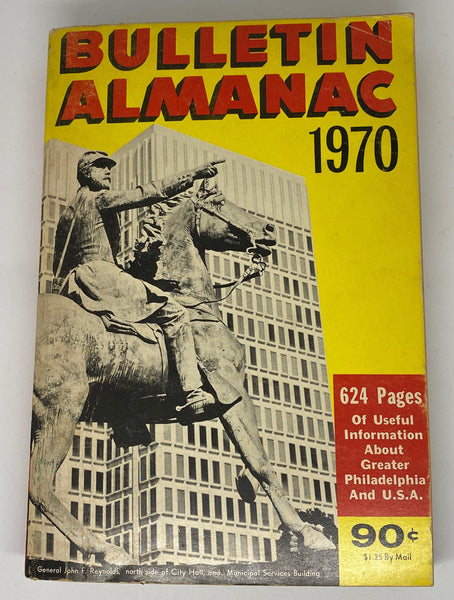 BULLETIN
ALMANAC
1970
624 Pages
Of Useful
Information
About
Greater
Philadelphia
And U.S.A.
90¢
$1.25 By Mail
General John F. Reynolds, north side of City Hall, and Municipal Services Building